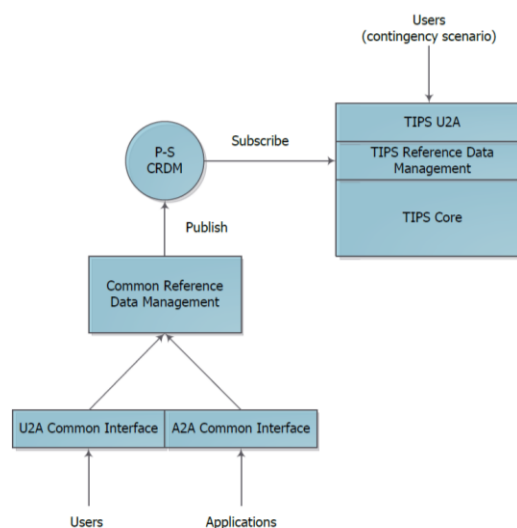 Users
(contingency scenario)
TIPS U2A
P-S
CRDM
Subscribe
TIPS Reference Data
Management
TIPS Core
Publish
Common Reference
Data Management
U2A Common Interface
A2A Common Interface
Users
Applications